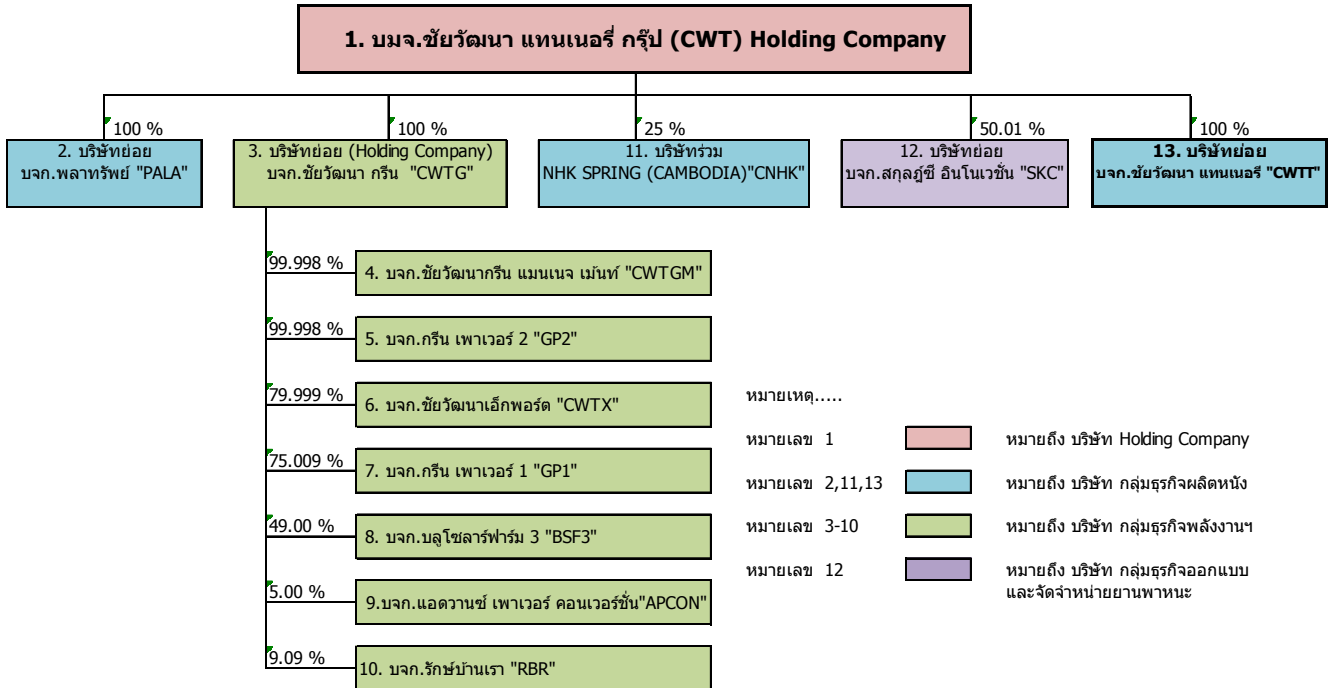 1. บมจ.ชัยวัฒนา แทนเนอรี่ กรุ๊ป (CWT) Holding Company
100 %
100 %
25 %
50.01 %
100 %
2. บริษัทย่อย
บจก.พลาทรัพย์ "PALA"
3. บริษัทย่อย (Holding Company)
บจก.ชัยวัฒนา กรีน "CWTG"
11. บริษัทร่วม
NHK SPRING (CAMBODIA)"CNHK"
12. บริษัทย่อย
บจก.สกุลฎ์ซี อินโนเวชั่น "SKC"
13. บริษัทย่อย
บจก.ชัยวัฒนา แทนเนอรี "CWTT"
99.998 %
4. บจก.ชัยวัฒนากรีน แมนเนจ เม้นท์ "CWTGM"
99.998 %
5. บจก.กรีน เพาเวอร์ 2 "GP2"
79.999 %
6. บจก.ชัยวัฒนาเอ็กพอร์ต "CWTX"
75.009 %
7. บจก.กรีน เพาเวอร์ 1 "GP1"
49.00 %
8. บจก.บลูโซลาร์ฟาร์ม 3 "BSF3"
5.00 %
9.บจก.แอดวานซ์ เพาเวอร์ คอนเวอร์ชั่น"APCON"
9.09 %
10. บจก.รักษ์บ้านเรา "RBR"
หมายเหตุ.....
หมายเลข 1 หมายถึง บริษัท Holding Company
หมายเลข 2,11,13 หมายถึง บริษัท กลุ่มธุรกิจผลิตหนัง
หมายเลข 3-10 หมายถึง บริษัท กลุ่มธุรกิจพลังงานฯ
หมายเลข 12 หมายถึง บริษัท กลุ่มธุรกิจออกแบบ
และจัดจำหน่ายยานพาหนะ